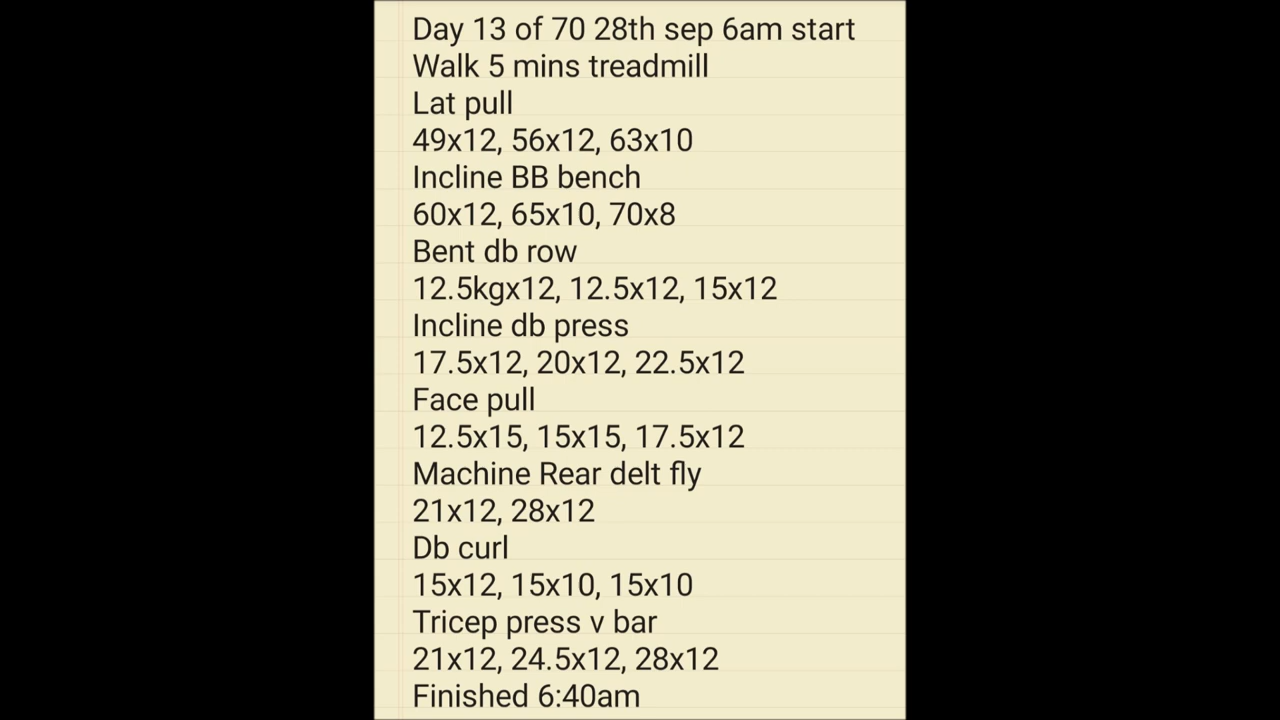 Day 13 of 70 28th sep 6am start
Walk 5 mins treadmill
Lat pull
49x12, 56x12, 63x10
Incline BB bench
60x12, 65x10, 70x8
Bent db row
12.5kgx12, 12.5x12, 15x12
Incline db press
17.5x12, 20x12, 22.5x12
Face pull
12.5x15, 15x15, 17.5x12
Machine Rear delt fly
21x12, 28x12
Db curl
15x12, 15x10, 15x10
Tricep press v bar
21x12, 24.5x12, 28x12
Finished 6:40am